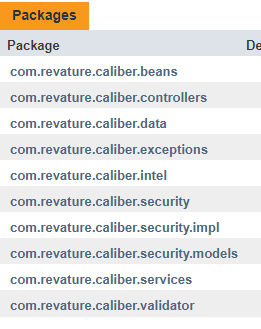 Packages
Package De
com.revature.caliber.beans
com.revature.caliber.controllers
com.revature.caliber.data
com.revature.caliber.exceptions
com.revature.caliber.intel
com.revature.caliber.security
com.revature.caliber.security.impl
com.revature.caliber.security.models
com.revature.caliber.services
com.revature.caliber.validator